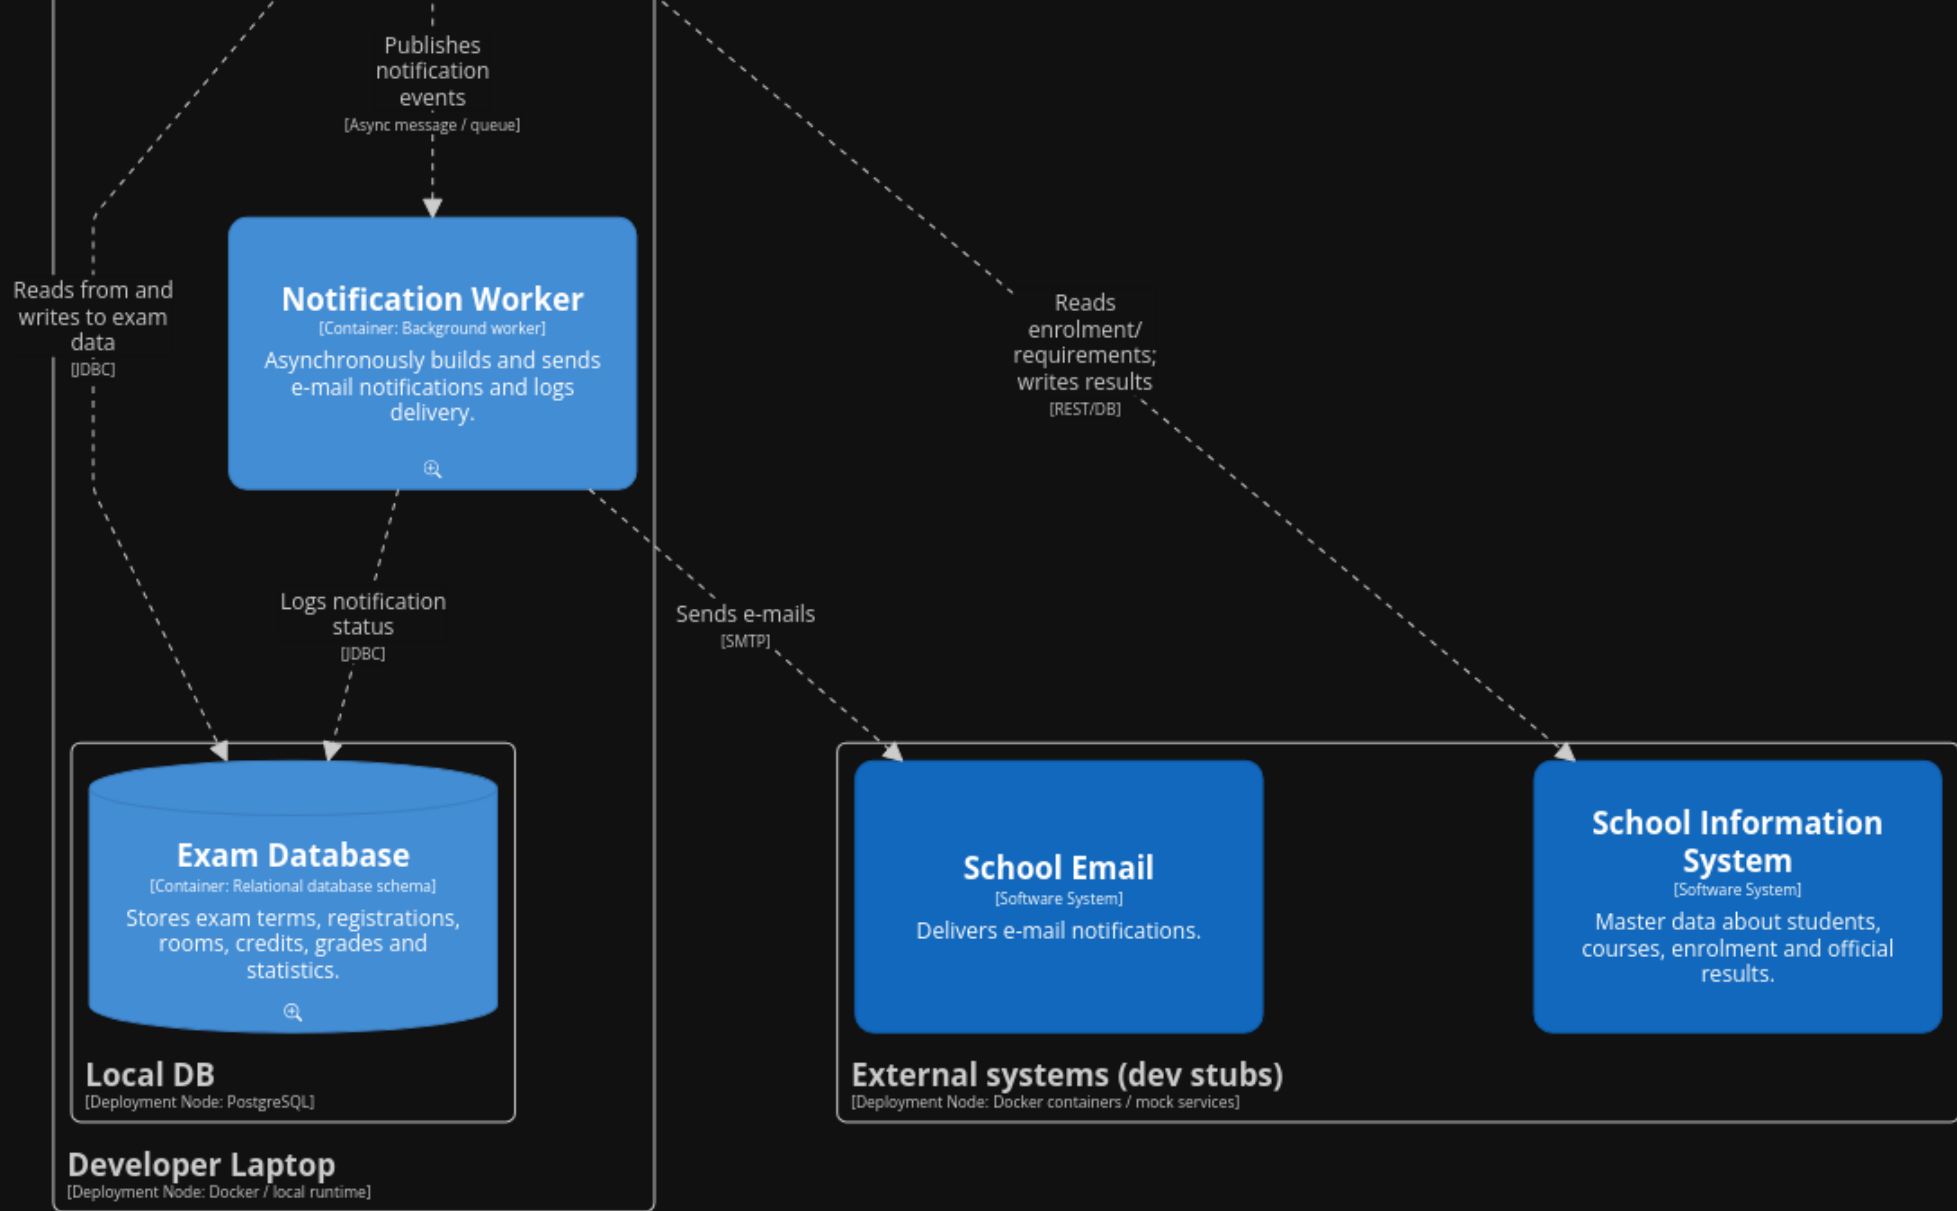 Publishes
notification
events
[Async message / queue]
Notification Worker
[Container: Background worker]
Asynchronously builds and sends
e-mail notifications and logs
delivery.
Reads from and
writes to exam
data
[JDBC]
Reads
enrolment/
requirements;
writes results
[REST/DB]
Logs notification
status
[JDBC]
Sends e-mails
[SMTP]
Exam Database
[Container: Relational database schema]
Stores exam terms, registrations,
rooms, credits, grades and
statistics.
Local DB
[Deployment Node: PostgreSQL]
Developer Laptop
[Deployment Node: Docker / local runtime]
School Email
[Software System]
Delivers e-mail notifications.
School Information
System
[Software System]
Master data about students,
courses, enrolment and official
results.
External systems (dev stubs)
[Deployment Node: Docker containers / mock services]